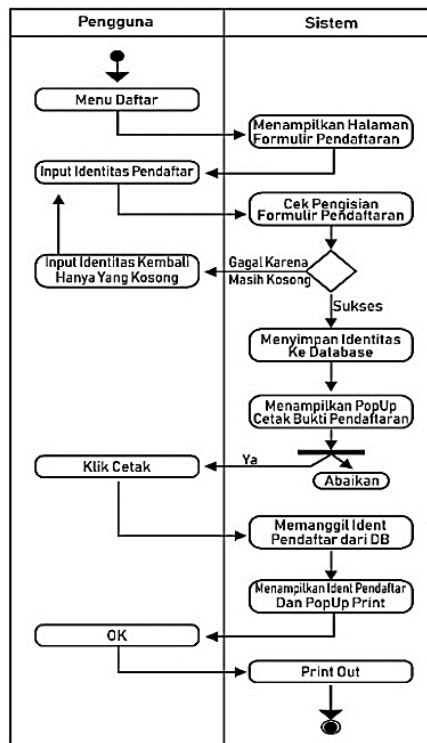 Pengguna
Sistem
Menu Daftar
Menampilkan Halaman
Formulir Pendaftaran
Input Identitas Pendaftar
Cek Pengisian
Formulir Pendaftaran
Input Identitas Kembali
Hanya Yang Kosong
Gagal Karena
Masih Kosong
Sukses
Menyimpan Identitas
Ke Database
Menampilkan PopUp
Cetak Bukti Pendaftaran
Klik Cetak
Ya
Abaikan
Memanggil Ident
Pendaftar dari DB
Menampilkan Ident Pendaftar
Dan PopUp Print
OK
Print Out